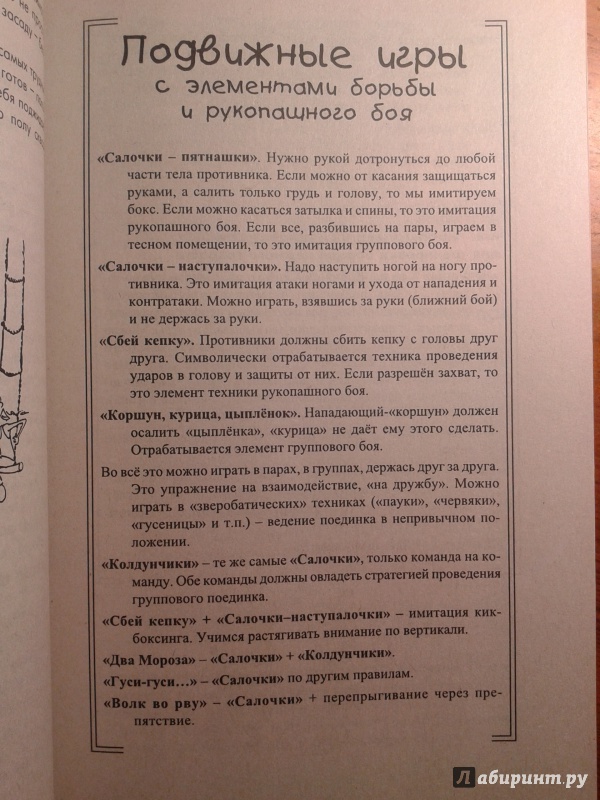 не про
засаду – С
самых труд
готов – п
бя поджид
о полу сп
Подвижные игры
с элементами борьбы
и рукопашного боя
«Салочки – пятнашки». Нужно рукой дотронуться до любой
части тела противника. Если можно от касания защищаться
руками, а салить только грудь и голову, то мы имитируем
бокс. Если можно касаться затылка и спины, то это имитация
рукопашного боя. Если все, разбившись на пары, играем в
тесном помещении, то это имитация группового боя.
«Салочки – наступалочки». Надо наступить ногой на ногу про-
тивника. Это имитация атаки ногами и ухода от нападения и
контратаки. Можно играть, взявшись за руки (ближний бой)
и не держась за руки.
«Сбей кепку». Противники должны сбить кепку с головы друг
друга. Символически отрабатывается техника проведения
ударов в голову и защиты от них. Если разрешён захват, то
это элемент техники рукопашного боя.
«Коршун, курица, цыплёнок». Нападающий-«коршун» должен
осалить «цыплёнка», «курица» не даёт ему этого сделать.
Отрабатывается элемент группового боя.
Во всё это можно играть в парах, в группах, держась друг за друга.
Это упражнение на взаимодействие, «на дружбу». Можно
играть в «зверобатических» техниках («пауки», «червяки»,
«гусеницы» и т.п.) – ведение поединка в непривычном по-
ложении.
«Колдунчики» – те же самые «Салочки», только команда на ко-
манду. Обе команды должны овладеть стратегией проведения
группового поединка.
«Сбей кепку» + «Салочки–наступалочки» – имитация кик-
боксинга. Учимся растягивать внимание по вертикали.
«Два Мороза» – «Салочки» + «Колдунчики».
«Гуси-гуси…» – «Салочки» по другим правилам.
«Волк во рву» – «Салочки» + перепрыгивание через пре-
пятствие.
Лабиринт.ру